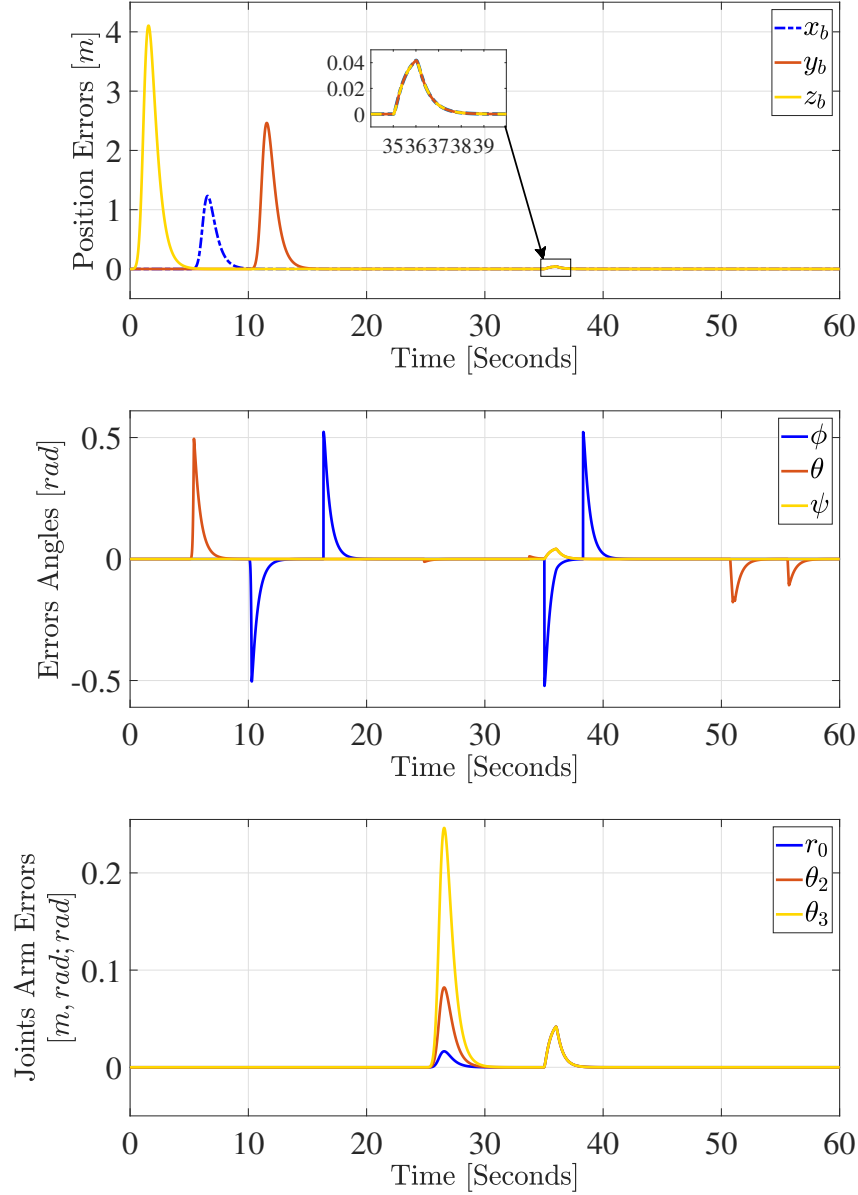 Position Errors [m]
4
3
2
1
0
x_b
y_b
z_b
0.04
0.02
0
3536373839
0 10 20 30 40 50 60
Time [Seconds]
Errors Angles [rad]
0.5
0
-0.5
ϕ
θ
ψ
0 10 20 30 40 50 60
Time [Seconds]
Joints Arm Errors
[m, rad; rad]
0.2
0.1
0
r_0
θ_2
θ_3
0 10 20 30 40 50 60
Time [Seconds]